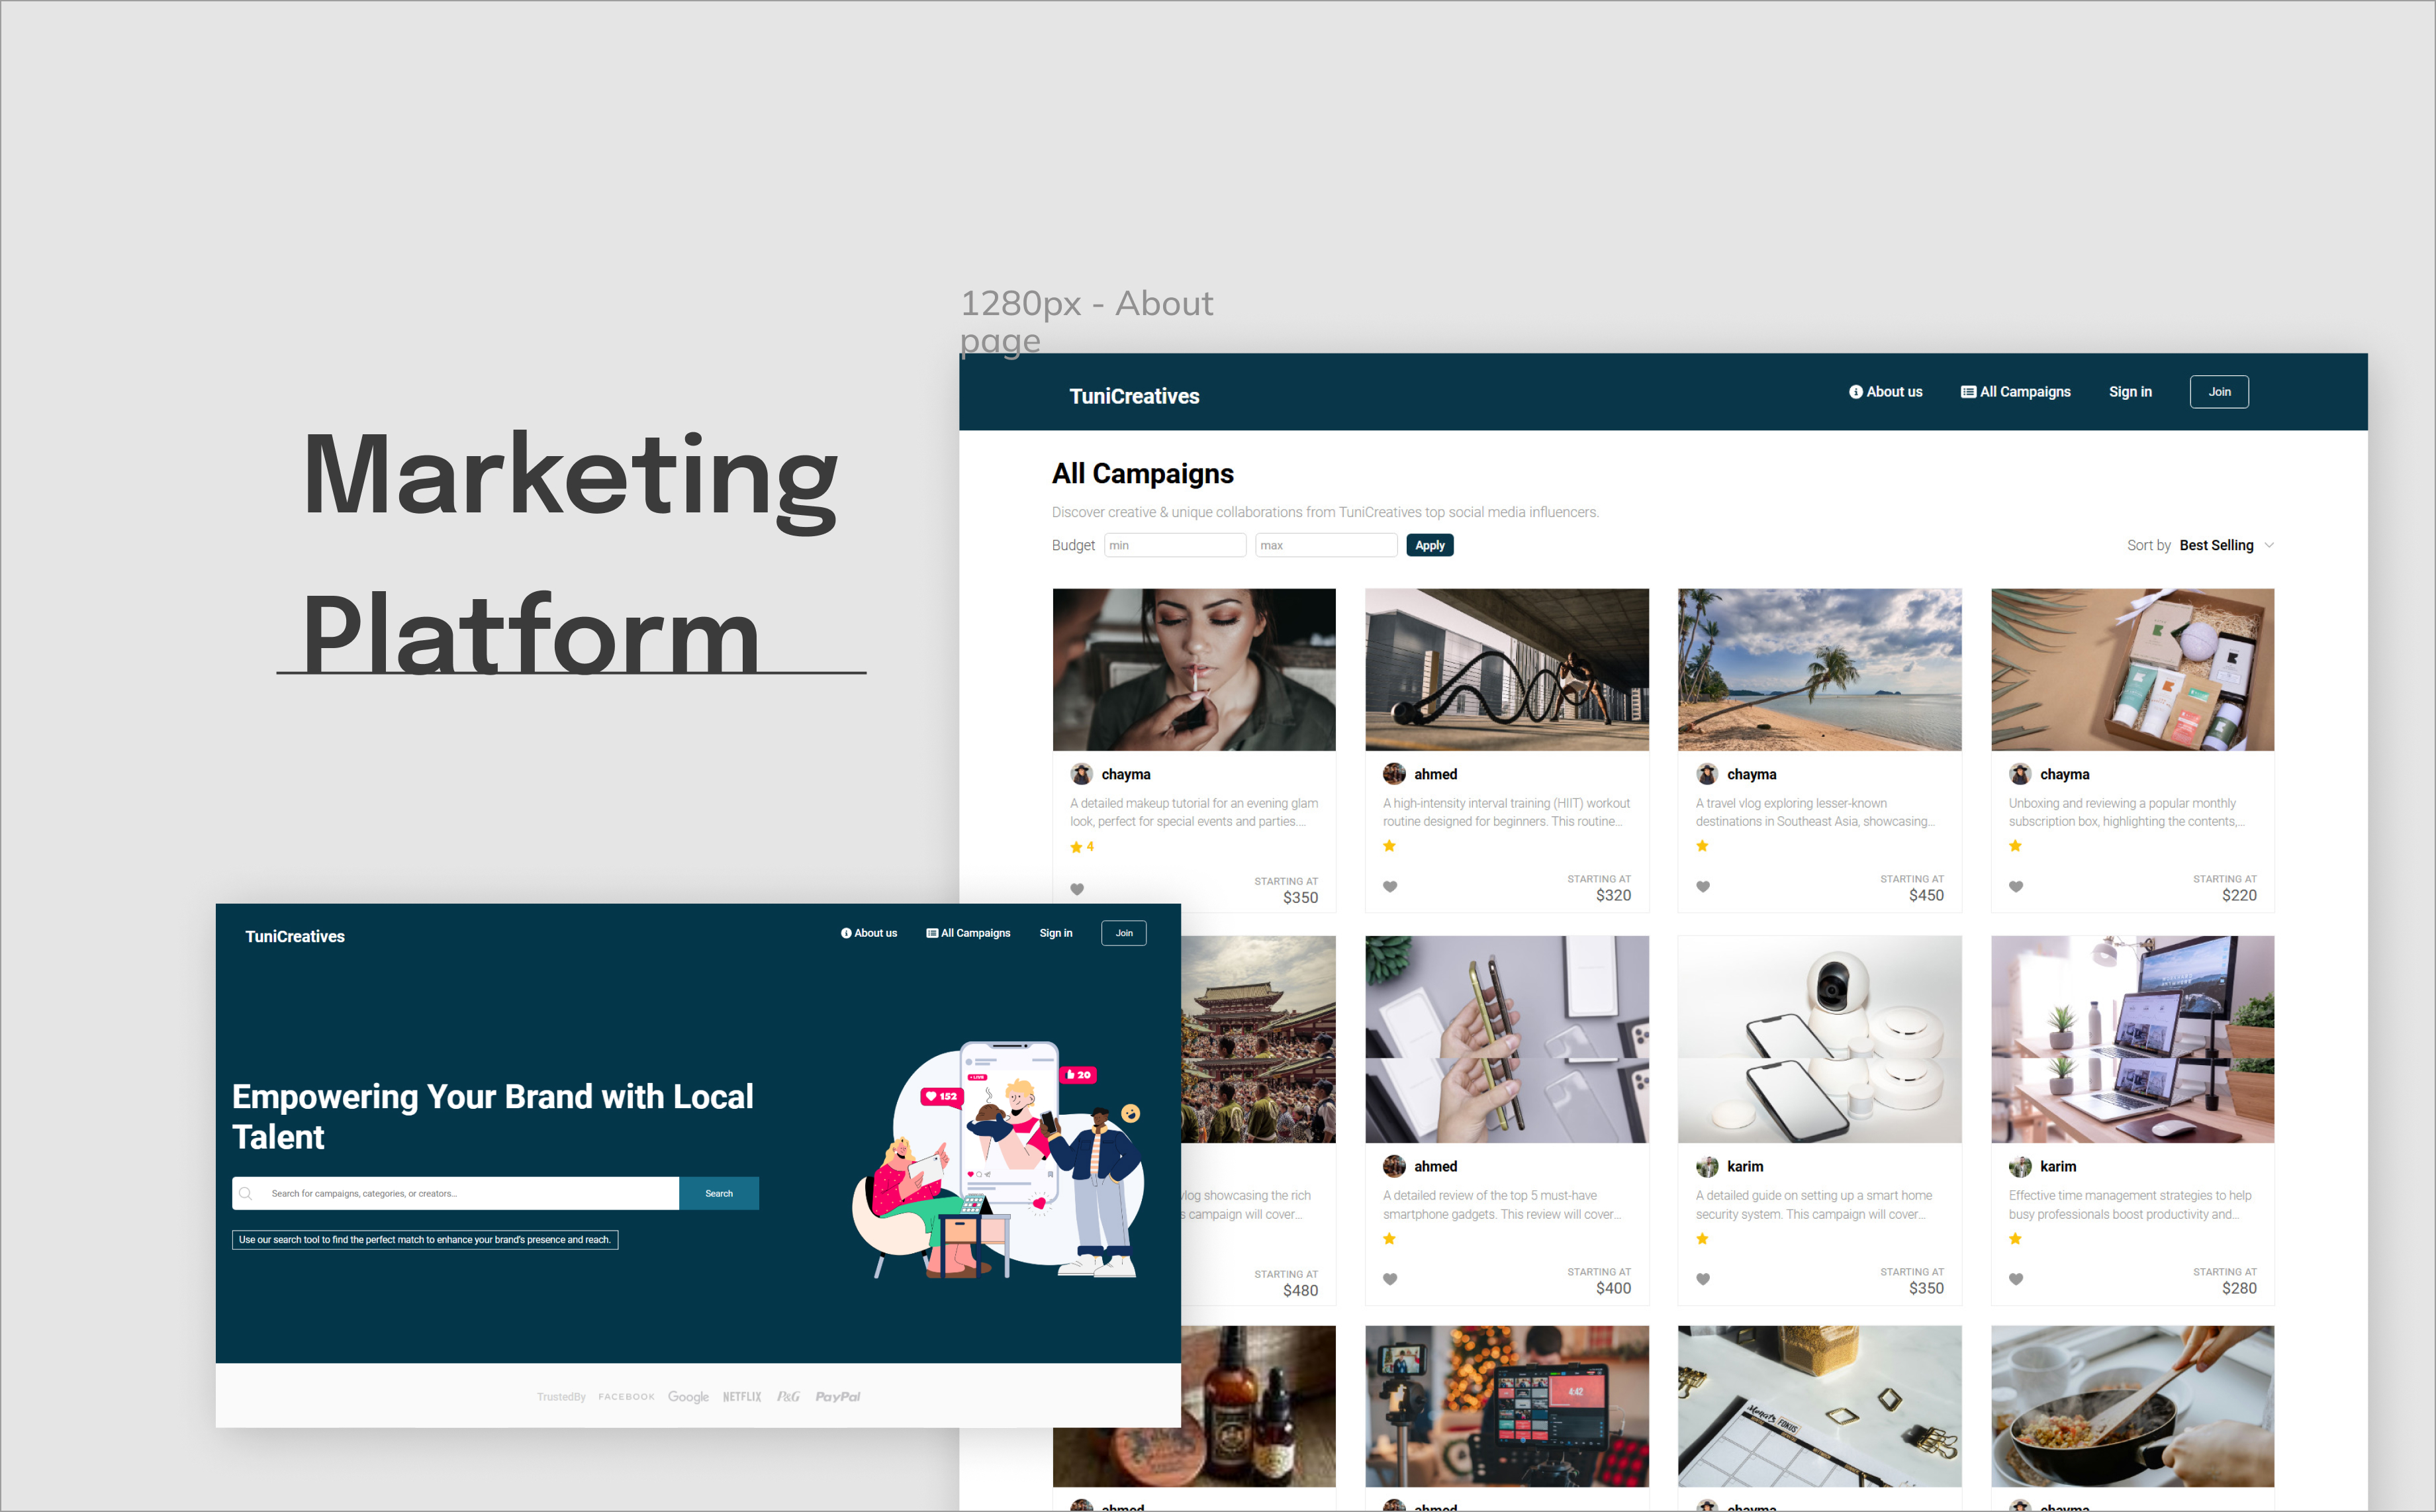 1280px - About
page
Marketing
Platform
TuniCreatives
About us
All Campaigns
Sign in
Join
All Campaigns
Discover creative & unique collaborations from TuniCreatives top social media influencers.
Budget
min
max
Apply
Sort by Best Selling
chayma
A detailed makeup tutorial for an evening glam
look, perfect for special events and parties....
4
STARTING AT
$350
ahmed
A high-intensity interval training (HIIT) workout
routine designed for beginners. This routine...
STARTING AT
$320
chayma
A travel vlog exploring lesser-known
destinations in Southeast Asia, showcasing...
STARTING AT
$450
chayma
Unboxing and reviewing a popular monthly
subscription box, highlighting the contents,...
STARTING AT
$220
vlog showcasing the rich
s campaign will cover...
STARTING AT
$480
ahmed
A detailed review of the top 5 must-have
smartphone gadgets. This review will cover...
STARTING AT
$400
karim
A detailed guide on setting up a smart home
security system. This campaign will cover...
STARTING AT
$350
karim
Effective time management strategies to help
busy professionals boost productivity and...
STARTING AT
$280
4:42
ahmed
ahmed
chayma
chayma
TuniCreatives
About us
All Campaigns
Sign in
Join
Empowering Your Brand with Local
Talent
Search for campaigns, categories, or creators...
Search
Use our search tool to find the perfect match to enhance your brand's presence and reach.
LIVE
152
20
TrustedBy
FACEBOOK
Google
NETFLIX
P&G
PayPal